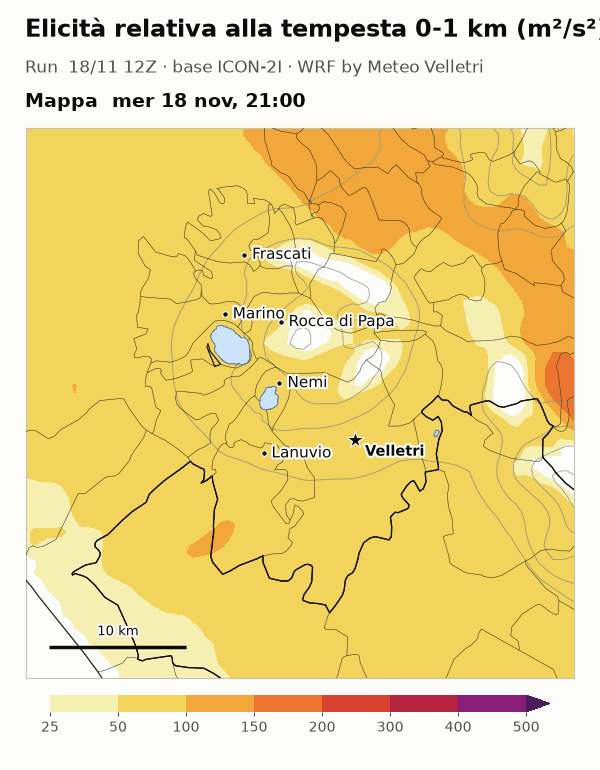 Elicità relativa alla tempesta 0-1 km (m²/s²)
Run 18/11 12Z · base ICON-2I · WRF by Meteo Velletri
Mappa mer 18 nov, 21:00
Frascati
Marino
Rocca di Papa
Nemi
Velletri
Lanuvio
10 km
25 50 100 150 200 300 400 500